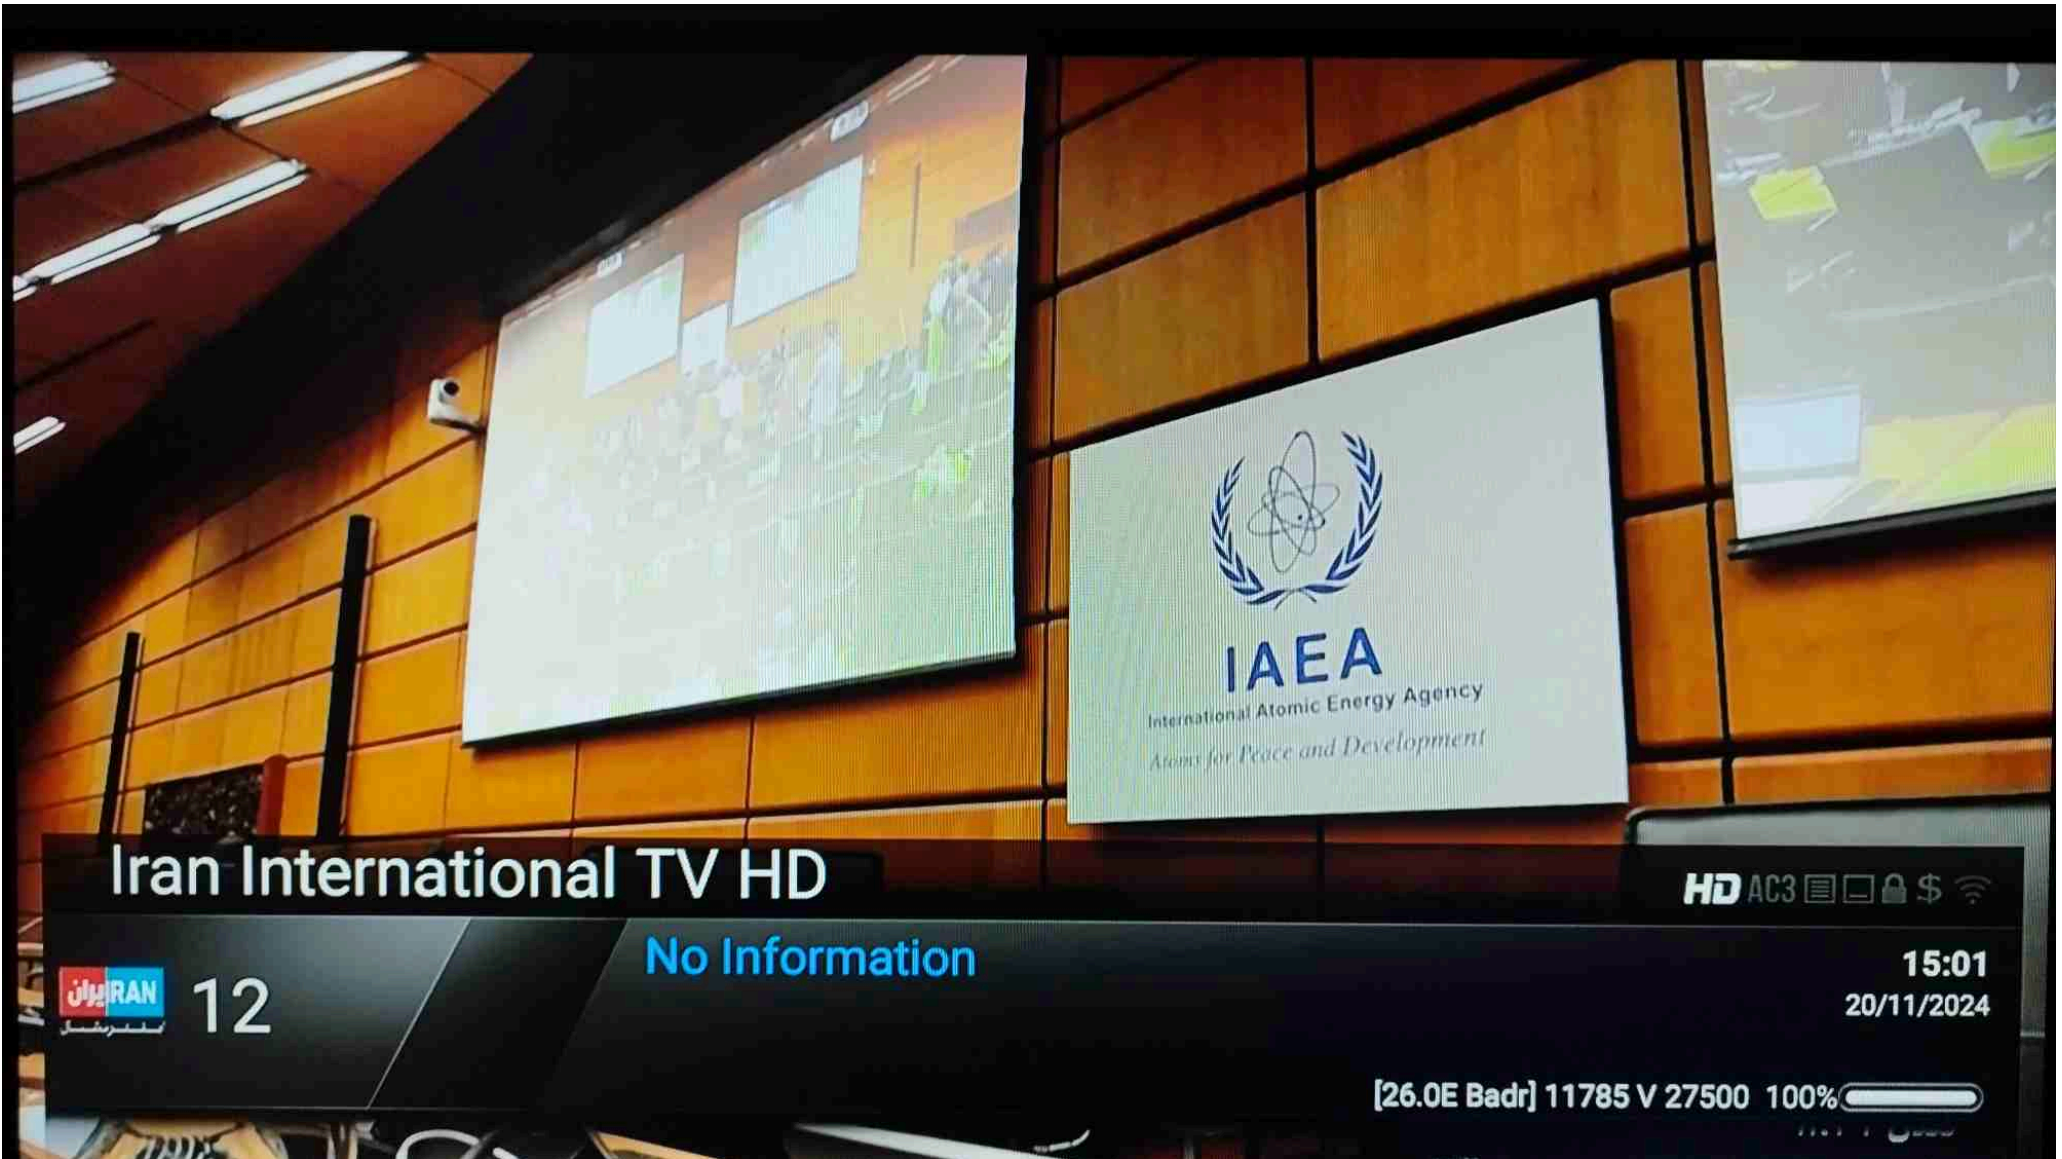 IAEA
International Atomic Energy Agency
Atoms for Peace and Development
Iran International TV HD
HD AC3 $
ایران IRAN
اینترنشنال
12
No Information
15:01
20/11/2024
[26.0E Badr] 11785 V 27500 100%